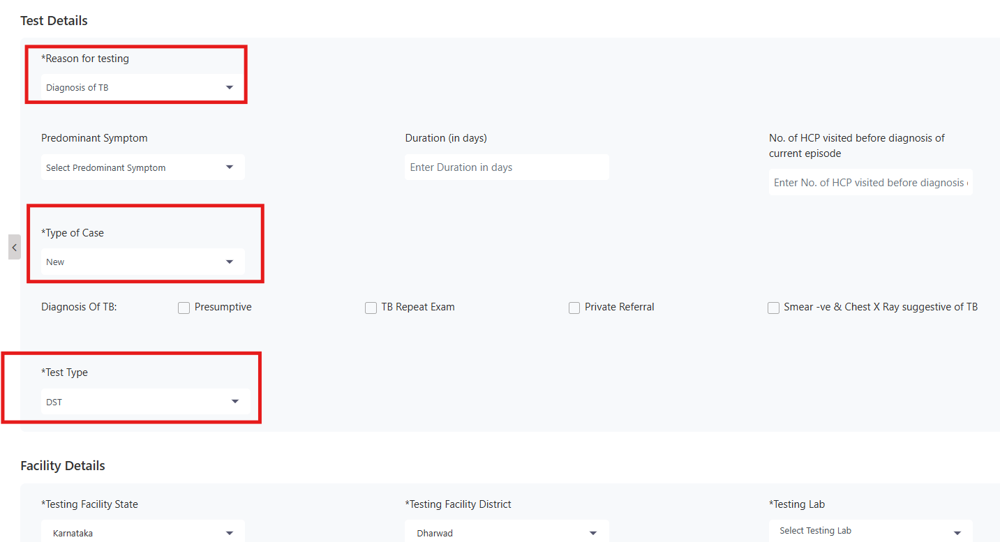 Test Details
*Reason for testing
Diagnosis of TB
Predominant Symptom
Duration (in days)
No. of HCP visited before diagnosis of
current episode
Select Predominant Symptom
Enter Duration in days
Enter No. of HCP visited before diagnosis
*Type of Case
New
Diagnosis Of TB:
Presumptive
TB Repeat Exam
Private Referral
Smear -ve & Chest X Ray suggestive of TB
*Test Type
DST
Facility Details
*Testing Facility State
*Testing Facility District
*Testing Lab
Karnataka
Dharwad
Select Testing Lab